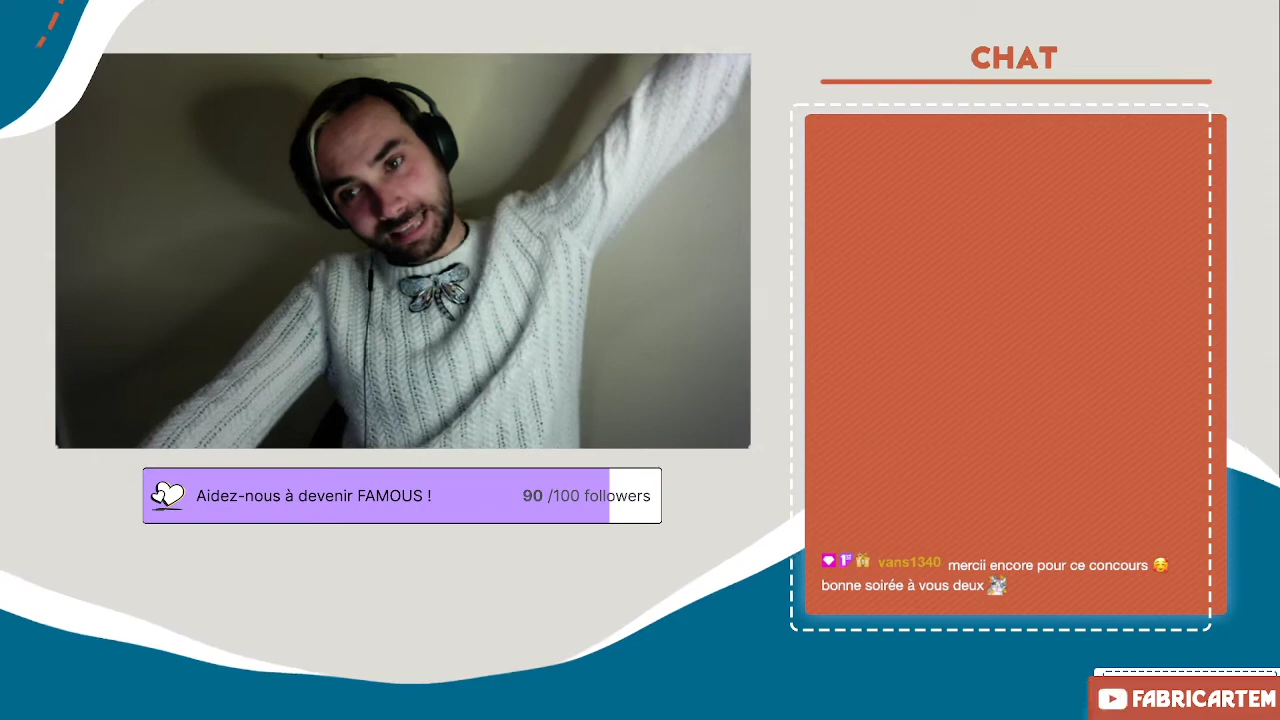 CHAT
Aidez-nous à devenir FAMOUS ! 90 /100 followers
vans1340 mercii encore pour ce concours 🥰
bonne soirée à vous deux
FABRICARTEM